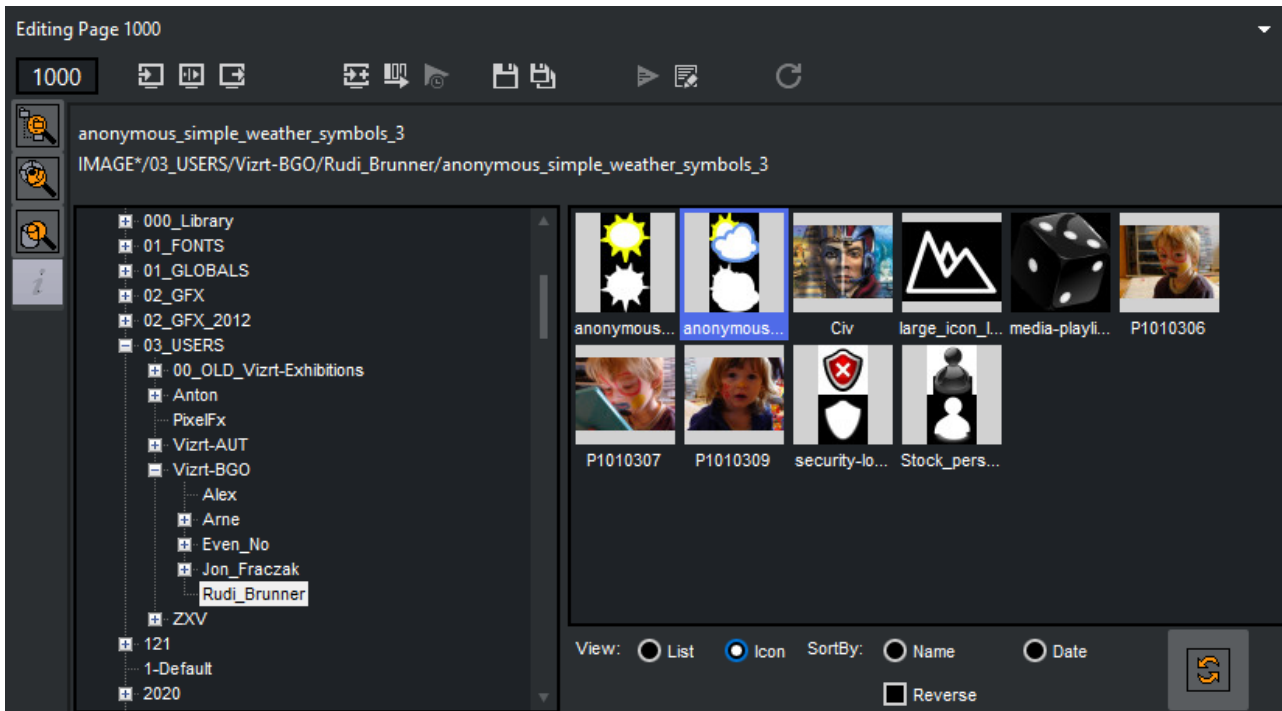 Editing Page 1000
1000
anonymous_simple_weather_symbols_3
IMAGE*/03_USERS/Vizrt-BGO/Rudi_Brunner/anonymous_simple_weather_symbols_3
i
000_Library
01_FONTS
01_GLOBALS
02_GFX
02_GFX_2012
03_USERS
00_OLD_Vizrt-Exhibitions
Anton
PixelFx
Vizrt-AUT
Vizrt-BGO
Alex
Arne
Even_No
Jon_Fraczak
Rudi_Brunner
ZXV
121
1-Default
2020
anonymous... anonymous... Civ large_icon_l... media-playli... P1010306
P1010307 P1010309 security-lo... Stock_pers...
View: List Icon SortBy: Name Date
Reverse